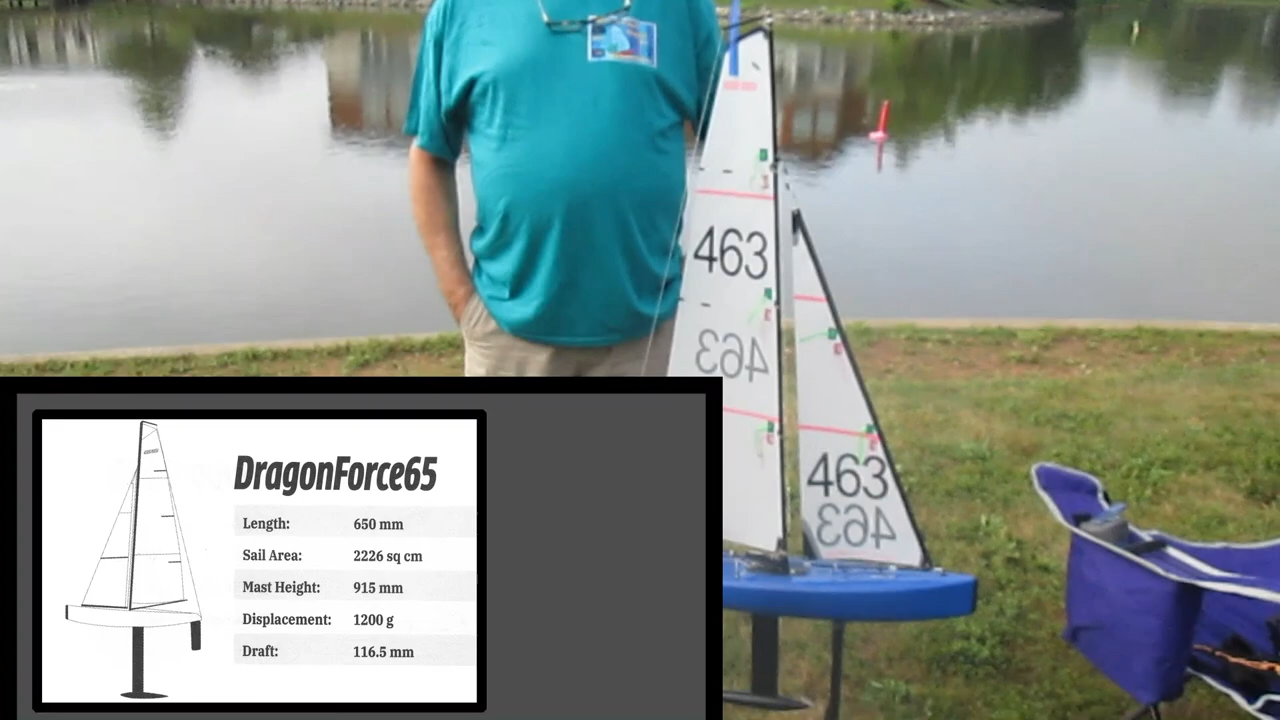 463
463
463
463
DragonForce65
Length: 650 mm
Sail Area: 2226 sq cm
Mast Height: 915 mm
Displacement: 1200 g
Draft: 116.5 mm